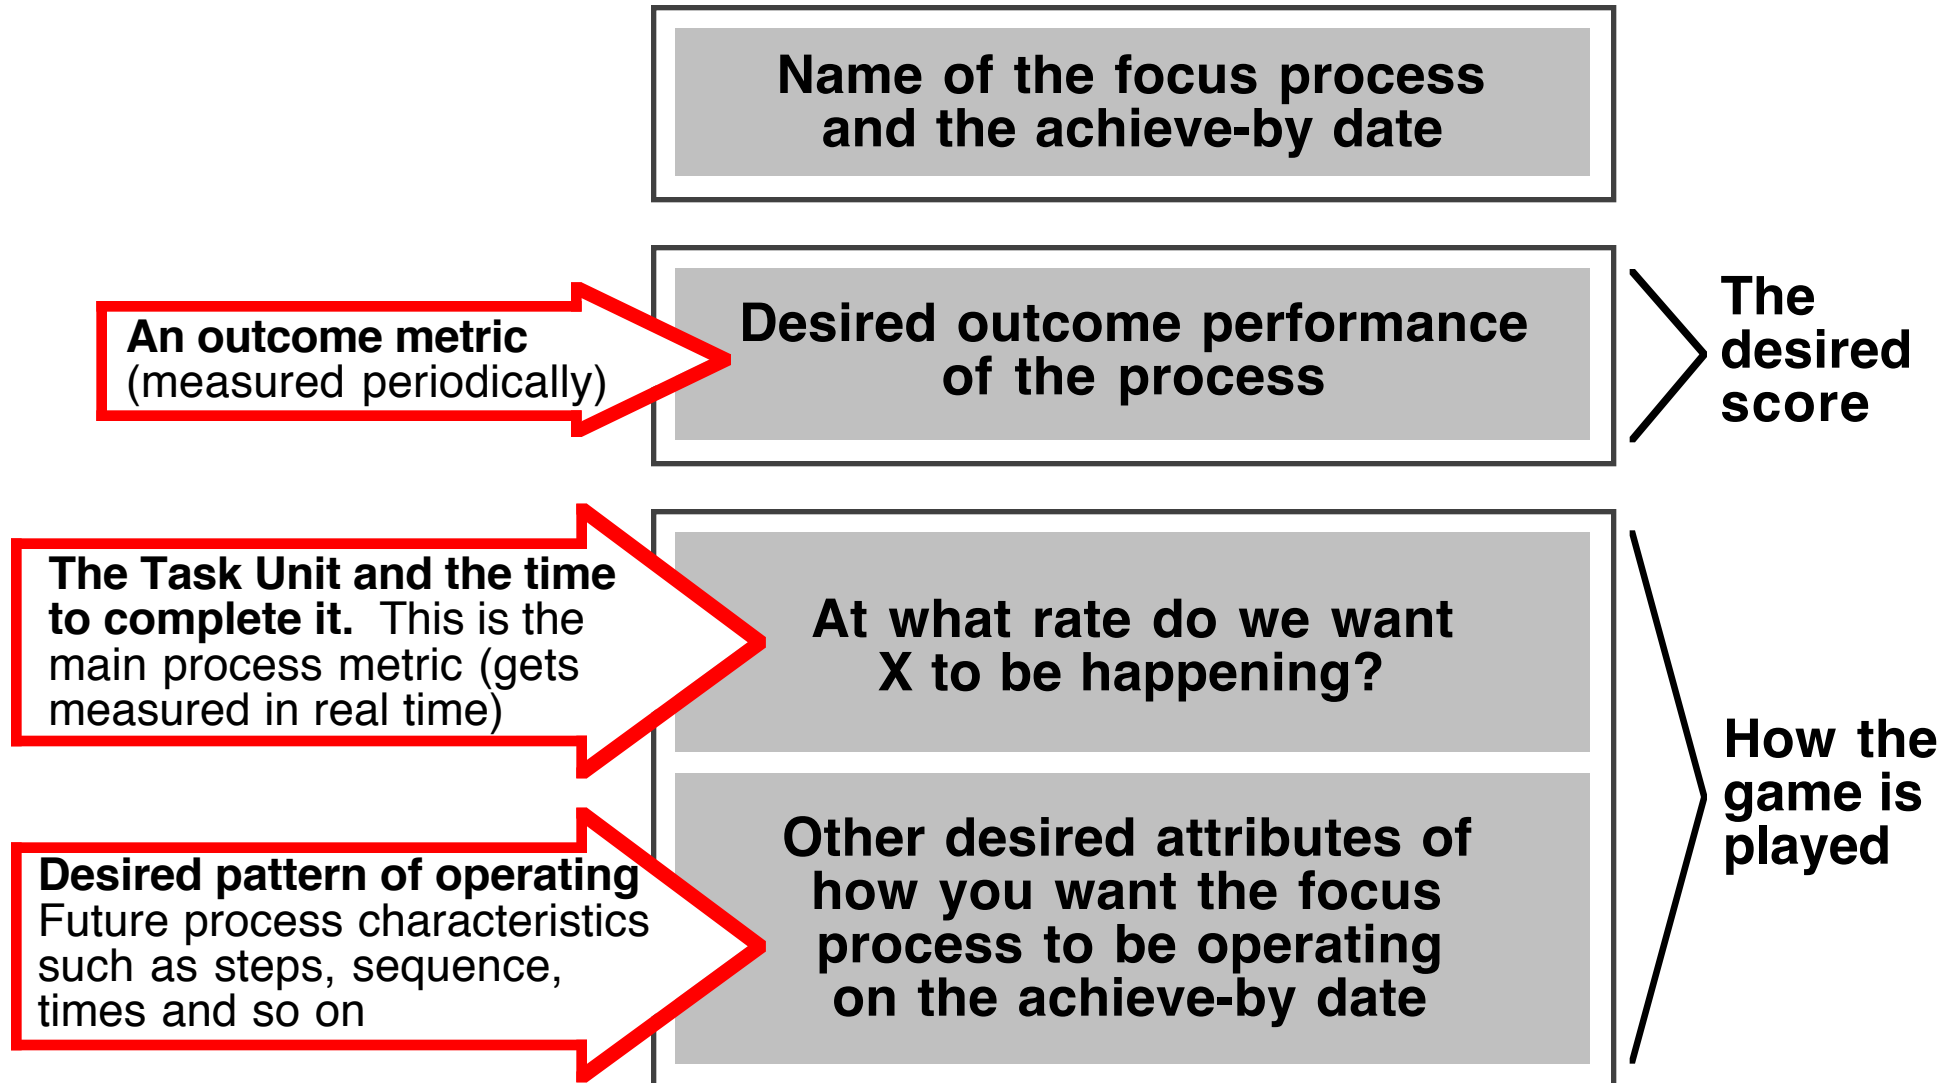 Name of the focus process
and the achieve-by date
An outcome metric
(measured periodically)
Desired outcome performance
of the process
The
desired
score
The Task Unit and the time
to complete it.  This is the
main process metric (gets
measured in real time)
At what rate do we want
X to be happening?
Desired pattern of operating
Future process characteristics
such as steps, sequence,
times and so on
Other desired attributes of
how you want the focus
process to be operating
on the achieve-by date
How the
game is
played